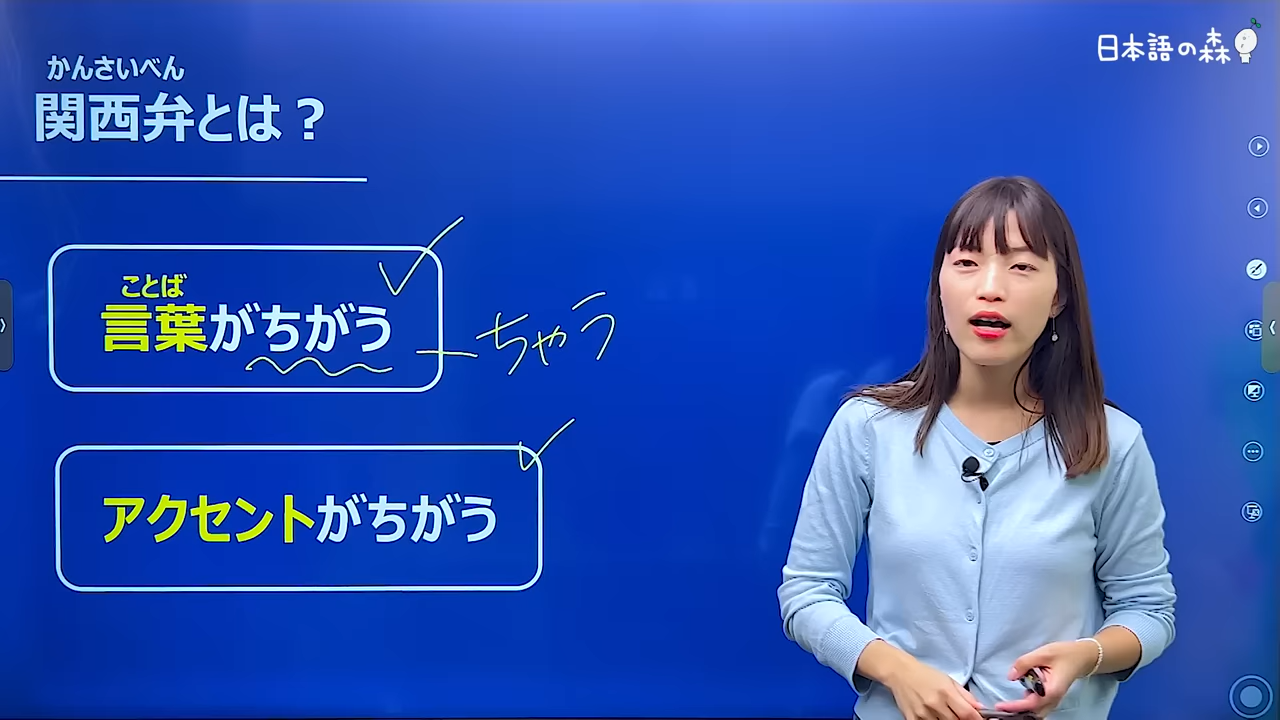 日本語の森
かんさいべん
関西弁とは？
ことば
言葉がちがう
ちゃう
アクセントがちがう